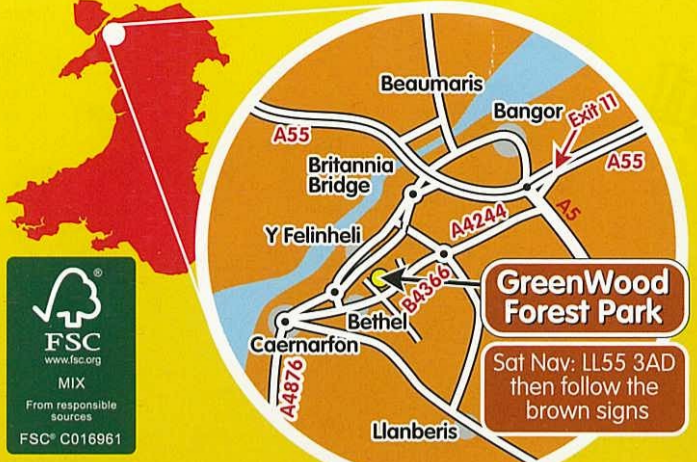 Beaumaris
Bangor
Exit 11
A55
A55
Britannia
Bridge
A5
A4244
Y Felinheli
B4366
GreenWood
Forest Park
Bethel
Caernarfon
Sat Nav: LL55 3AD
then follow the
brown signs
A4876
Llanberis
FSC
www.fsc.org
MIX
From responsible
sources
FSC® C016961
®